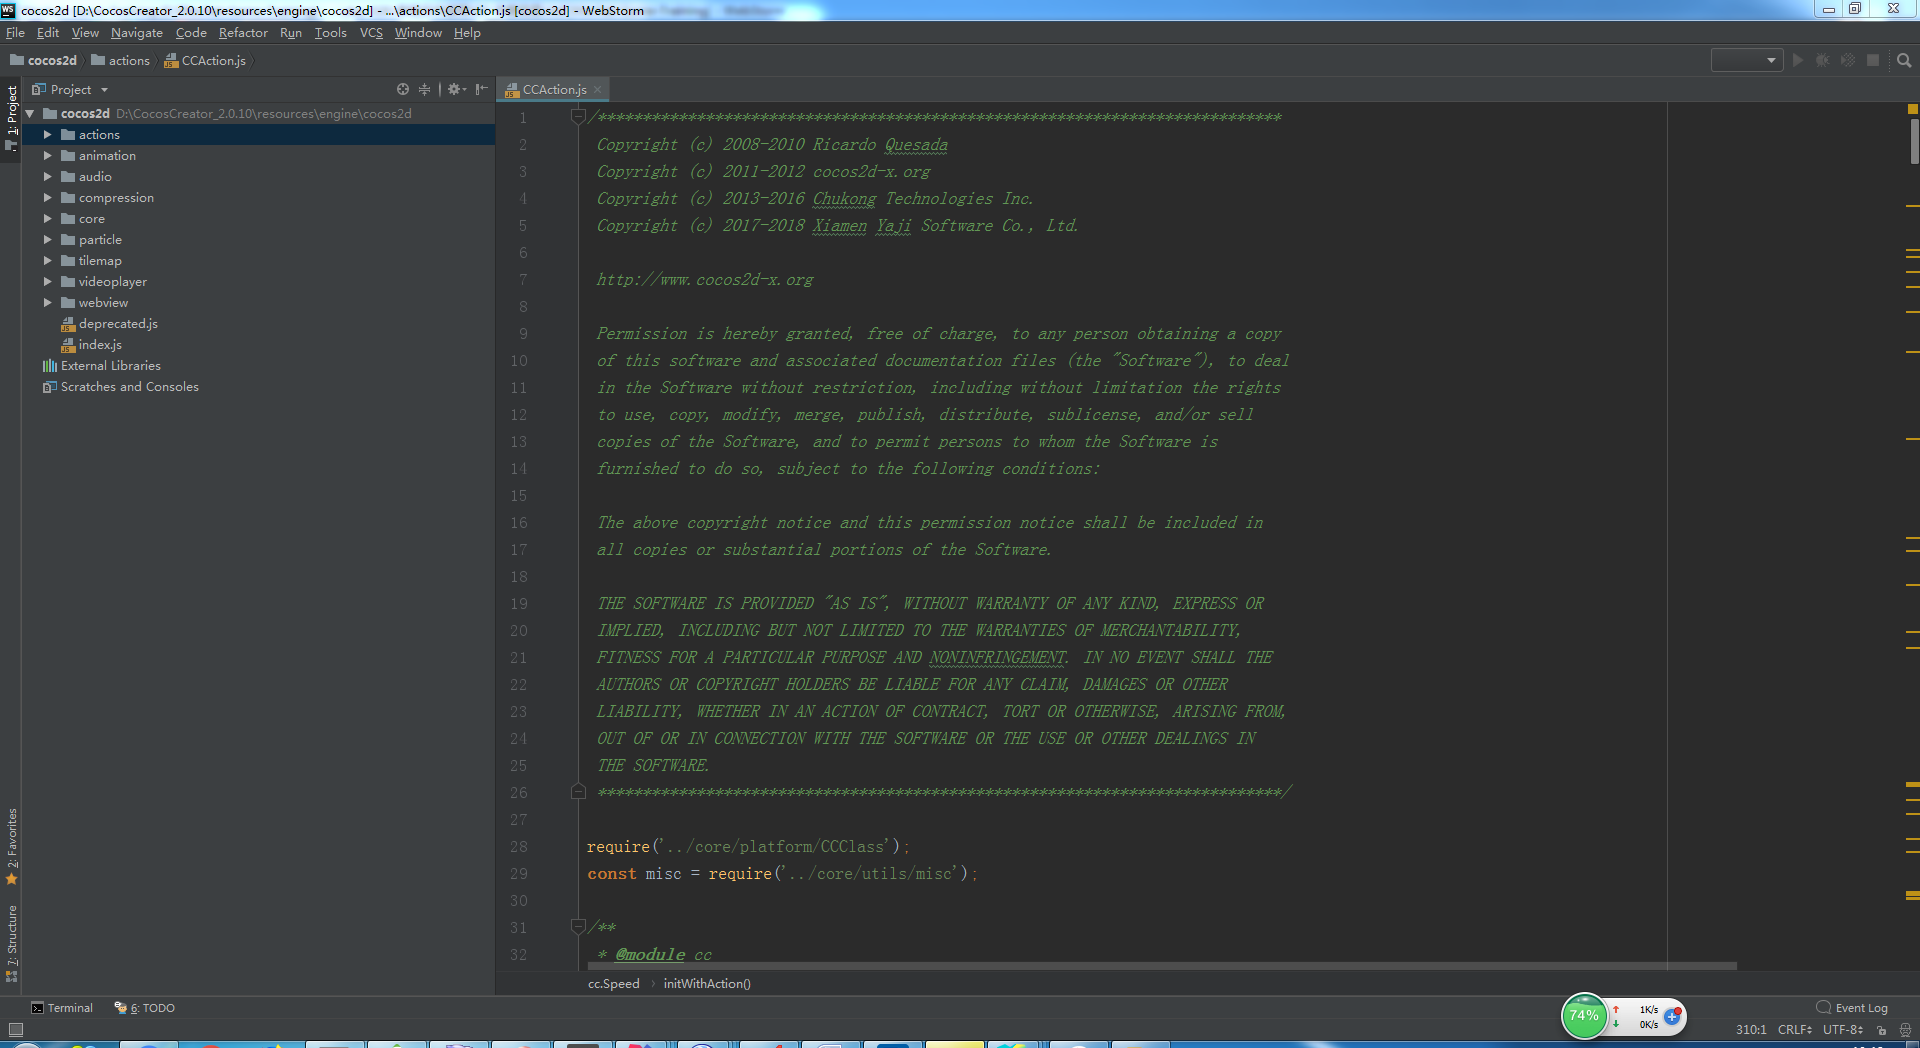 cocos2d [D:\CocosCreator_2.0.10\resources\engine\cocos2d] - ...\actions\CCAction.js [cocos2d] - WebStorm
File Edit View Navigate Code Refactor Run Tools VCS Window Help
cocos2d actions CCAction.js
Project
CCAction.js
1: Project
cocos2d D:\CocosCreator_2.0.10\resources\engine\cocos2d
actions
animation
audio
compression
core
particle
tilemap
videoplayer
webview
deprecated.js
index.js
External Libraries
Scratches and Consoles
2: Favorites
7: Structure
1 /****************************************************************************
2 Copyright (c) 2008-2010 Ricardo Quesada
3 Copyright (c) 2011-2012 cocos2d-x.org
4 Copyright (c) 2013-2016 Chukong Technologies Inc.
5 Copyright (c) 2017-2018 Xiamen Yaji Software Co., Ltd.
6
7 http://www.cocos2d-x.org
8
9 Permission is hereby granted, free of charge, to any person obtaining a copy
10 of this software and associated documentation files (the "Software"), to deal
11 in the Software without restriction, including without limitation the rights
12 to use, copy, modify, merge, publish, distribute, sublicense, and/or sell
13 copies of the Software, and to permit persons to whom the Software is
14 furnished to do so, subject to the following conditions:
15
16 The above copyright notice and this permission notice shall be included in
17 all copies or substantial portions of the Software.
18
19 THE SOFTWARE IS PROVIDED "AS IS", WITHOUT WARRANTY OF ANY KIND, EXPRESS OR
20 IMPLIED, INCLUDING BUT NOT LIMITED TO THE WARRANTIES OF MERCHANTABILITY,
21 FITNESS FOR A PARTICULAR PURPOSE AND NONINFRINGEMENT. IN NO EVENT SHALL THE
22 AUTHORS OR COPYRIGHT HOLDERS BE LIABLE FOR ANY CLAIM, DAMAGES OR OTHER
23 LIABILITY, WHETHER IN AN ACTION OF CONTRACT, TORT OR OTHERWISE, ARISING FROM,
24 OUT OF OR IN CONNECTION WITH THE SOFTWARE OR THE USE OR OTHER DEALINGS IN
25 THE SOFTWARE.
26 ****************************************************************************/
27
28 require('../core/platform/CCClass');
29 const misc = require('../core/utils/misc');
30
31 /**
32 * @module cc
cc.Speed initWithAction()
Terminal 6: TODO
74% 1K/s
0K/s
Event Log
310:1 CRLF UTF-8